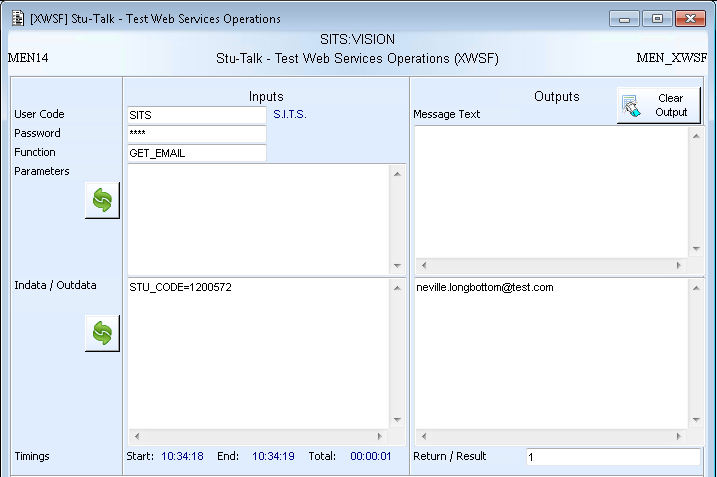 [XWSF] Stu-Talk - Test Web Services Operations
SITS:VISION
MEN14 Stu-Talk - Test Web Services Operations (XWSF) MEN_XWSF
Inputs Outputs
User Code SITS S.I.T.S. Message Text Clear Output
Password ****
Function GET_EMAIL
Parameters
Indata / Outdata STU_CODE=1200572 neville.longbottom@test.com
Timings Start: 10:34:18 End: 10:34:19 Total: 00:00:01 Return / Result 1